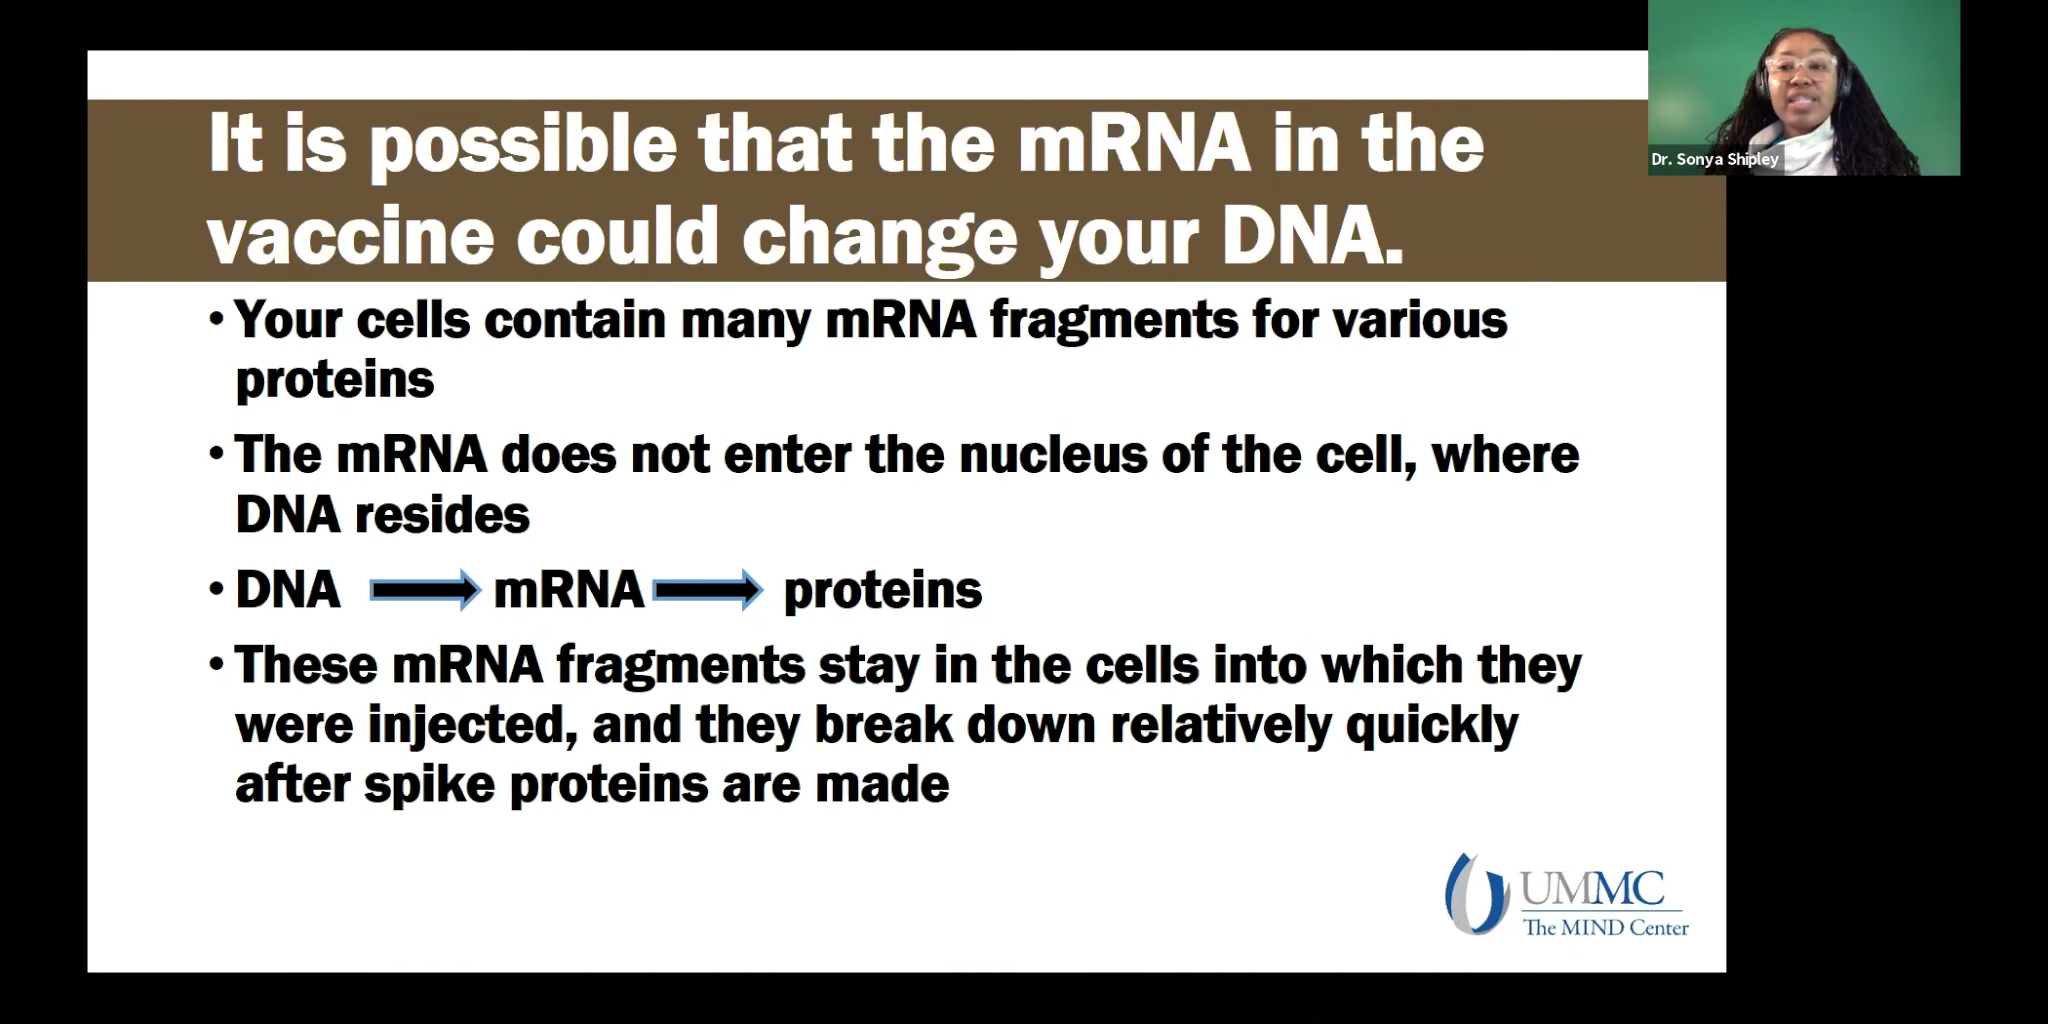 It is possible that the mRNA in the
vaccine could change your DNA.
Dr. Sonya Shipley
• Your cells contain many mRNA fragments for various
proteins
• The mRNA does not enter the nucleus of the cell, where
DNA resides
• DNA mRNA proteins
• These mRNA fragments stay in the cells into which they
were injected, and they break down relatively quickly
after spike proteins are made
UMMC
The MIND Center